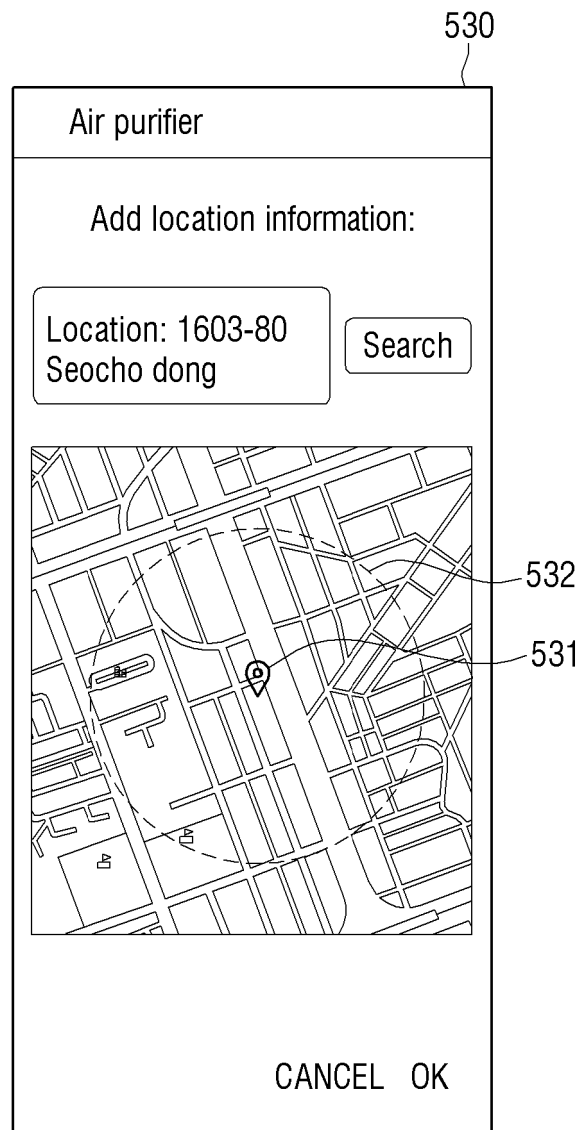 530
Air purifier
Add location information:
Location: 1603-80
Seocho dong
Search
532
531
CANCEL OK